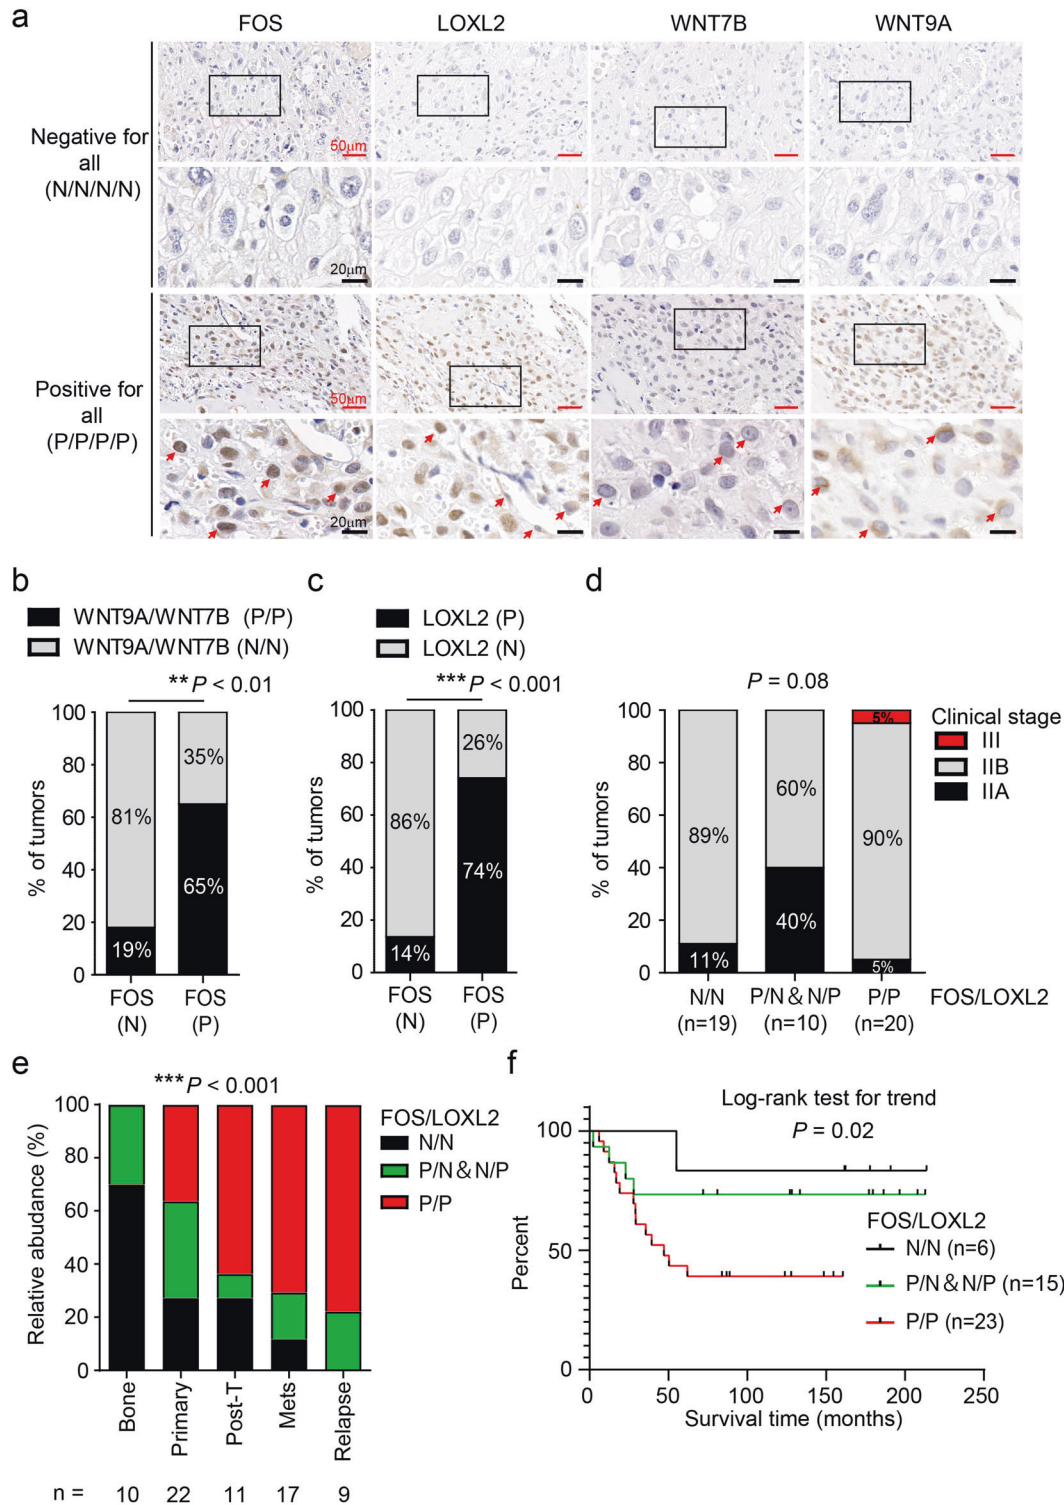 a
FOS LOXL2 WNT7B WNT9A
Negative for
all
(N/N/N/N)
50μm
20μm
Positive for
all
(P/P/P/P)
50μm
20μm
b
WNT9A/WNT7B (P/P)
WNT9A/WNT7B (N/N)
**P < 0.01
% of tumors
100
80
60
40
20
0
81%
19%
35%
65%
FOS
(N)
FOS
(P)
c
LOXL2 (P)
LOXL2 (N)
***P < 0.001
% of tumors
100
80
60
40
20
0
86%
14%
26%
74%
FOS
(N)
FOS
(P)
d
P = 0.08
% of tumors
100
80
60
40
20
0
89%
11%
60%
40%
5%
90%
5%
Clinical stage
III
IIB
IIA
N/N
(n=19)
P/N & N/P
(n=10)
P/P
(n=20)
FOS/LOXL2
e
***P < 0.001
Relative abudance (%)
100
80
60
40
20
0
FOS/LOXL2
N/N
P/N & N/P
P/P
Bone
Primary
Post-T
Mets
Relapse
n = 10 22 11 17 9
f
Log-rank test for trend
P = 0.02
Percent
100
50
0
FOS/LOXL2
N/N (n=6)
P/N & N/P (n=15)
P/P (n=23)
0 50 100 150 200 250
Survival time (months)